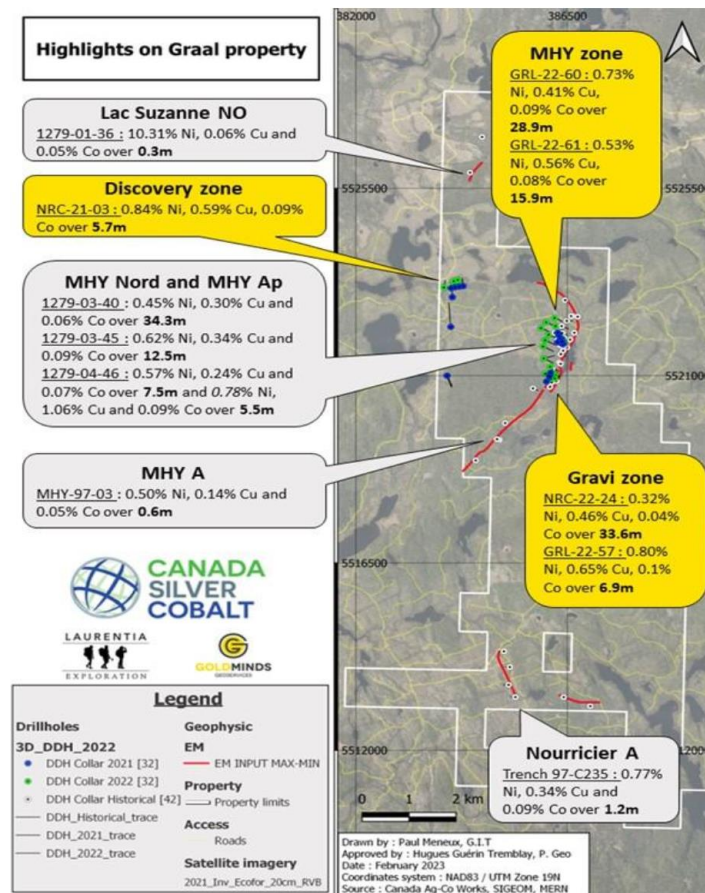 Highlights on Graal property
382000
386500
MHY zone
GRL-22-60 : 0.73%
Ni, 0.41% Cu,
0.09% Co over
28.9m
GRL-22-61 : 0.53%
Ni, 0.56% Cu,
0.08% Co over
15.9m
Lac Suzanne NO
1279-01-36 : 10.31% Ni, 0.06% Cu and
0.05% Co over 0.3m
5525500
5525500
Discovery zone
NRC-21-03 : 0.84% Ni, 0.59% Cu, 0.09%
Co over 5.7m
MHY Nord and MHY Ap
1279-03-40 : 0.45% Ni, 0.30% Cu and
0.06% Co over 34.3m
1279-03-45 : 0.62% Ni, 0.34% Cu and
0.09% Co over 12.5m
1279-04-46 : 0.57% Ni, 0.24% Cu and
0.07% Co over 7.5m and 0.78% Ni,
1.06% Cu and 0.09% Co over 5.5m
5521000
5521000
MHY A
MHY-97-03 : 0.50% Ni, 0.14% Cu and
0.05% Co over 0.6m
Gravi zone
NRC-22-24 : 0.32%
Ni, 0.46% Cu, 0.04%
Co over 33.6m
GRL-22-57 : 0.80%
Ni, 0.65% Cu, 0.1%
Co over 6.9m
5516500
5516500
CANADA
SILVER
COBALT
LAURENTIA
EXPLORATION
GOLDMINDS
GEOSERVICES
Legend
Drillholes
3D_DDH_2022
DDH Collar 2021 [32]
DDH Collar 2022 [32]
DDH Collar Historical [42]
DDH_Historical_trace
DDH_2021_trace
DDH_2022_trace
Geophysic
EM
EM INPUT MAX-MIN
Property
Property limits
Access
Roads
Satellite imagery
2021_Inv_Ecofor_20cm_RVB
5512000
Nourricier A
Trench 97-C235 : 0.77%
Ni, 0.34% Cu and
0.09% Co over 1.2m
0 1 2 km
Drawn by : Paul Meneux, G.I.T
Approved by : Hugues Guérin Tremblay, P. Geo
Date : February 2023
Coordinates system : NAD83 / UTM Zone 19N
Source : Canada Ag-Co Works, SIGEOM, MERN